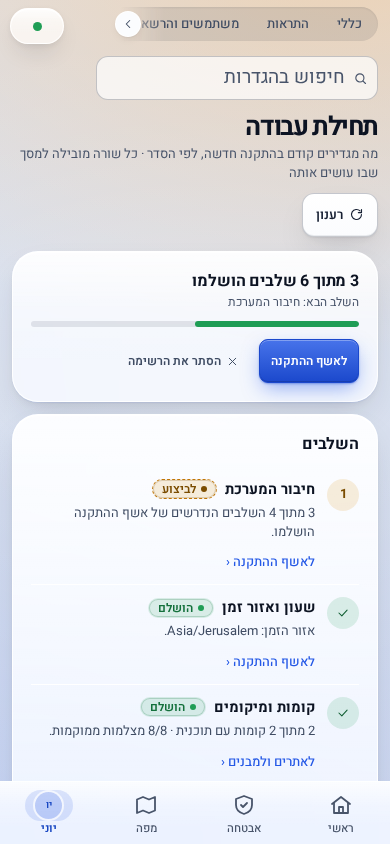 כללי
התראות
משתמשים והרשא
חיפוש בהגדרות
תחילת עבודה
מה מגדירים קודם בהתקנה חדשה, לפי הסדר · כל שורה מובילה למסך
שבו עושים אותה
רענון
3 מתוך 6 שלבים הושלמו
השלב הבא: חיבור המערכת
לאשף ההתקנה
הסתר את הרשימה
השלבים
1
חיבור המערכת
לביצוע
3 מתוך 4 השלבים הנדרשים של אשף ההתקנה
הושלמו.
לאשף ההתקנה ›
שעון ואזור זמן
הושלם
אזור הזמן: Asia/Jerusalem.
לאשף ההתקנה ›
קומות ומיקומים
הושלם
2 מתוך 2 קומות עם תוכנית · 8/8 מצלמות ממוקמות.
לאתרים ולמבנים ›
ראשי
אבטחה
מפה
יו
יוני